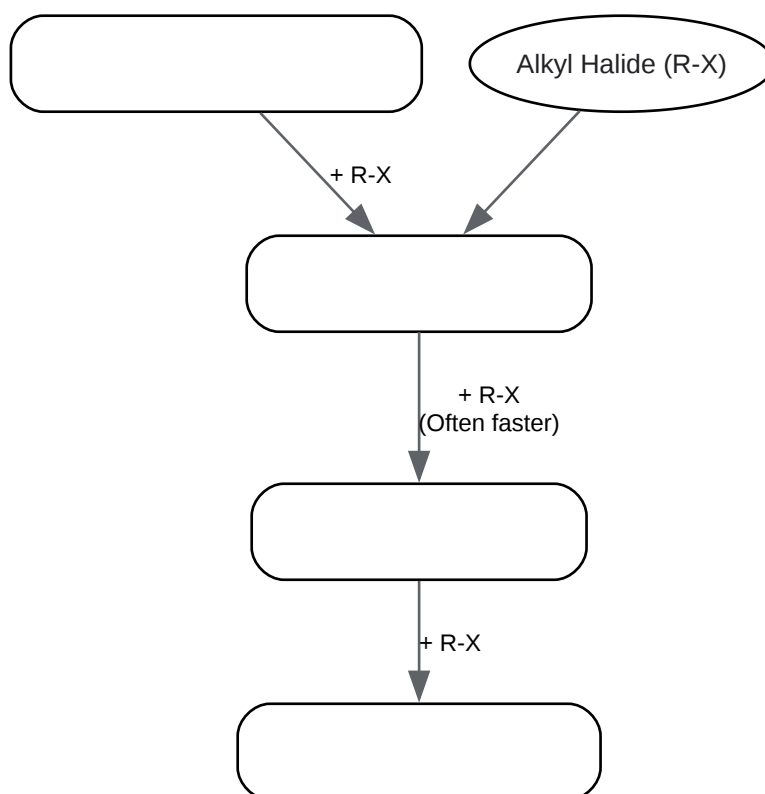 Alkyl Halide (R-X)
+ R-X
+ R-X
(Often faster)
+ R-X